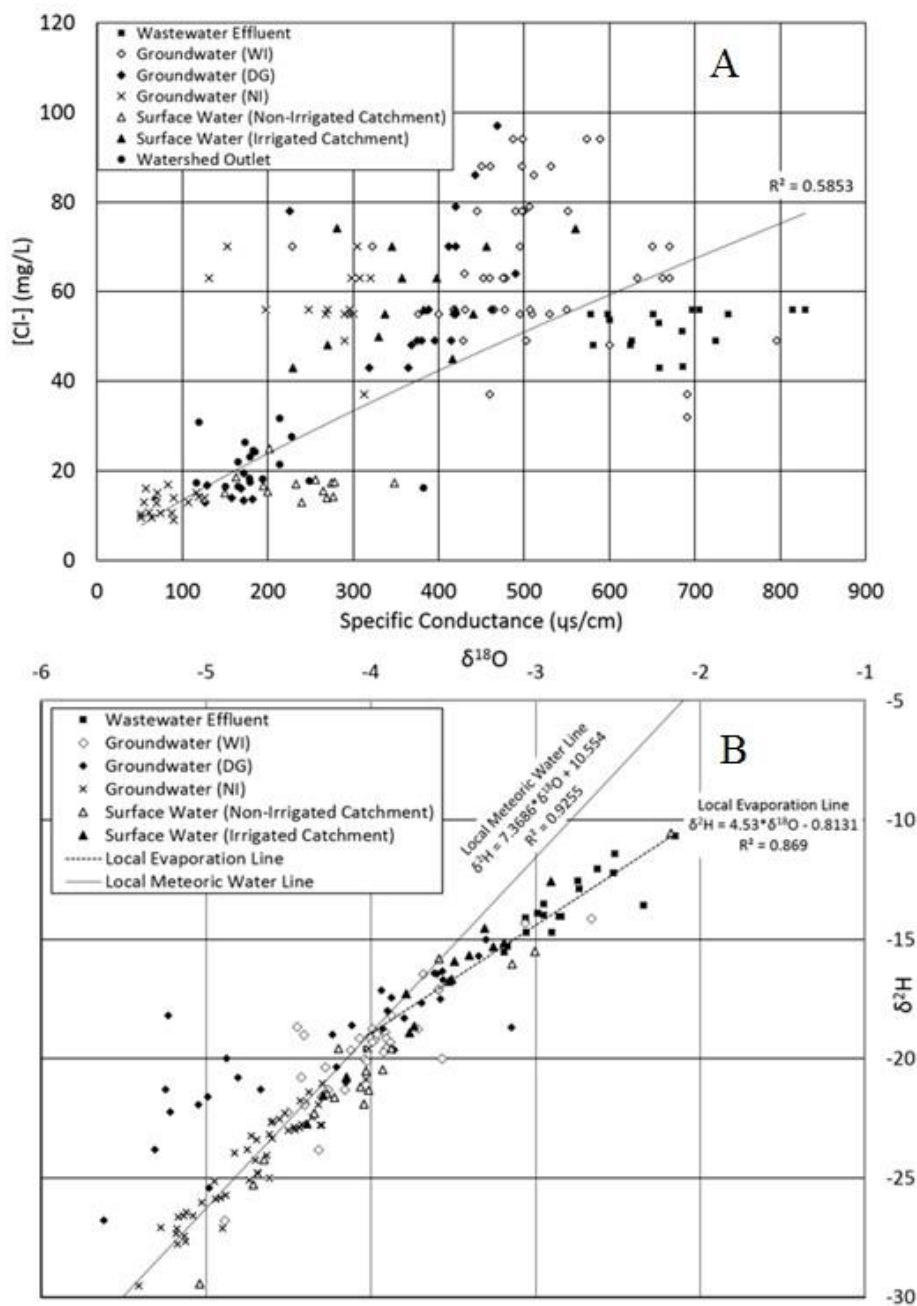 120
100
80
60
40
20
0
[Cl-] (mg/L)
Wastewater Effluent
Groundwater (WI)
Groundwater (DG)
Groundwater (NI)
Surface Water (Non-Irrigated Catchment)
Surface Water (Irrigated Catchment)
Watershed Outlet
A
R² = 0.5853
0 100 200 300 400 500 600 700 800 900
Specific Conductance (ųs/cm)
δ¹⁸O
-6 -5 -4 -3 -2 -1
Wastewater Effluent
Groundwater (WI)
Groundwater (DG)
Groundwater (NI)
Surface Water (Non-Irrigated Catchment)
Surface Water (Irrigated Catchment)
Local Evaporation Line
Local Meteoric Water Line
Local Meteoric Water Line
δ²H = 7.3686*δ¹⁸O + 10.554
R² = 0.9255
B
Local Evaporation Line
δ²H = 4.53*δ¹⁸O - 0.8131
R² = 0.869
-5
-10
-15
-20
-25
-30
δ²H